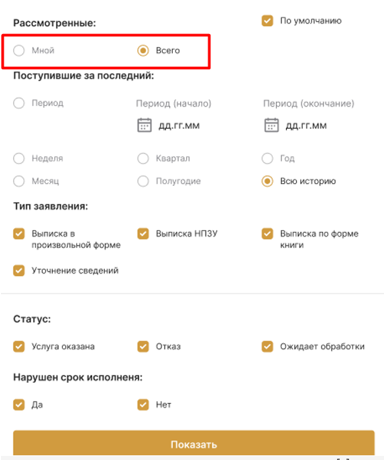 Рассмотренные:
По умолчанию
Мной
Всего
Поступившие за последний:
Период
Период (начало)
Период (окончание)
дд.гг.мм
дд.гг.мм
Неделя
Квартал
Год
Месяц
Полугодие
Всю историю
Тип заявления:
Выписка в
произвольной форме
Выписка НПЗУ
Выписка по форме
книги
Уточнение сведений
Статус:
Услуга оказана
Отказ
Ожидает обработки
Нарушен срок исполненя:
Да
Нет
Показать